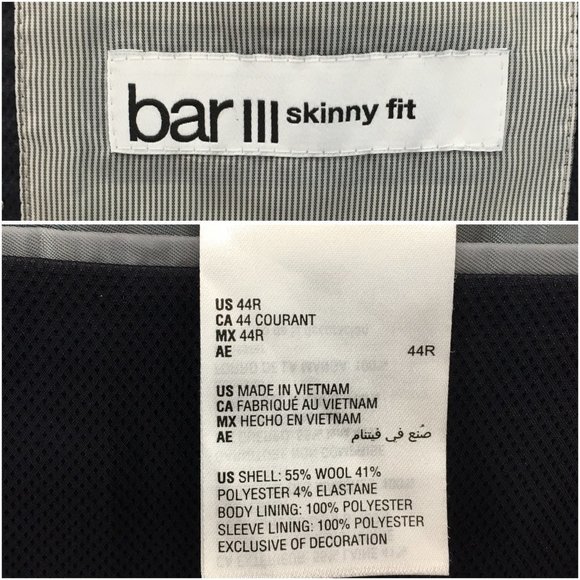 bar III skinny fit
US 44R
CA 44 COURANT
MX 44R
AE 44R
US MADE IN VIETNAM
CA FABRIQUÉ AU VIETNAM
MX HECHO EN VIETNAM
AE صُنع في فيتنام
US SHELL: 55% WOOL 41%
POLYESTER 4% ELASTANE
BODY LINING: 100% POLYESTER
SLEEVE LINING: 100% POLYESTER
EXCLUSIVE OF DECORATION